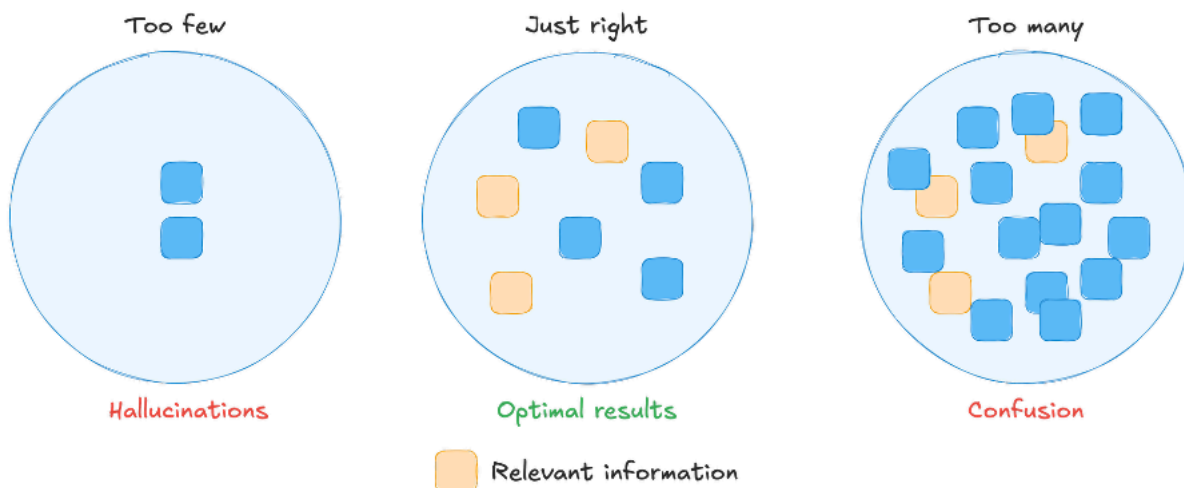 Too few
Just right
Too many
Hallucinations
Optimal results
Confusion
Relevant information